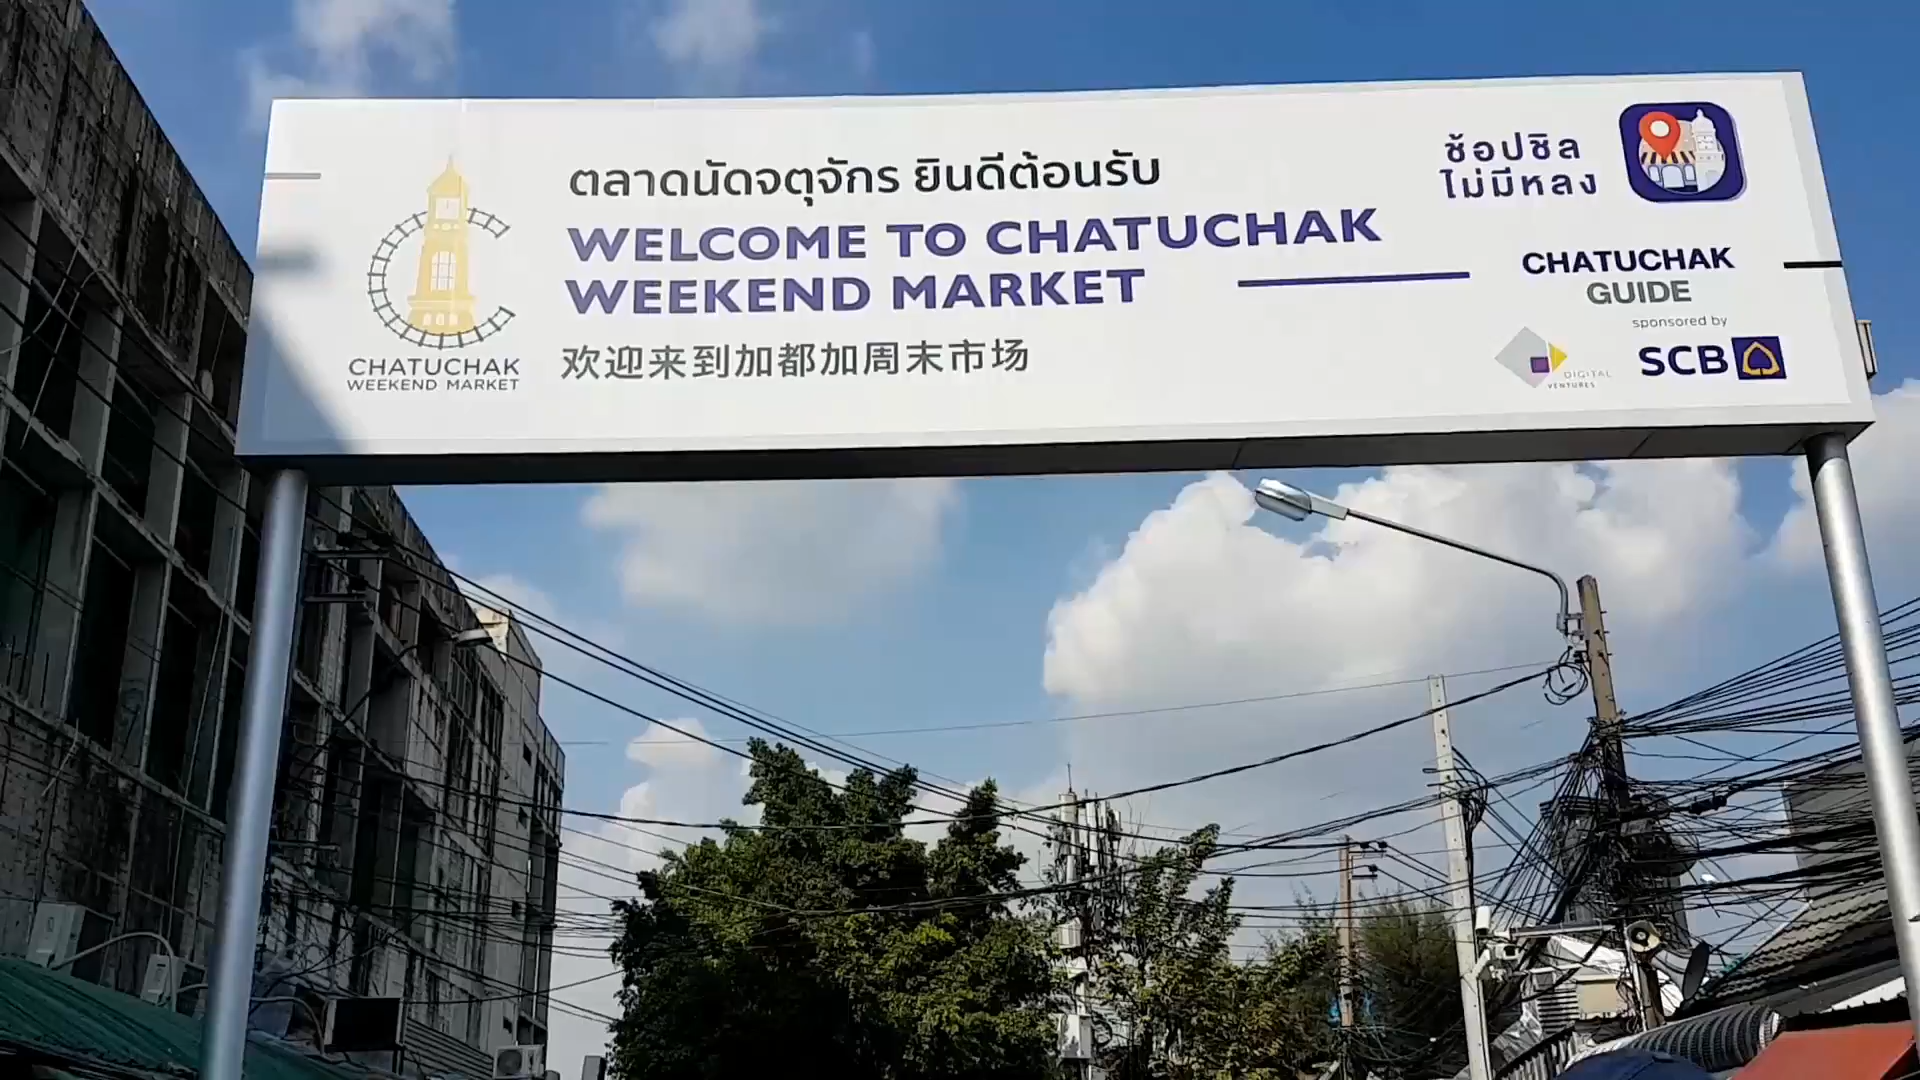 ตลาดนัดจตุจักร ยินดีต้อนรับ
WELCOME TO CHATUCHAK
WEEKEND MARKET
欢迎来到加都加周末市场
CHATUCHAK
WEEKEND MARKET
ช้อปชิล
ไม่มีหลง
CHATUCHAK
GUIDE
sponsored by
DIGITAL
VENTURES
SCB